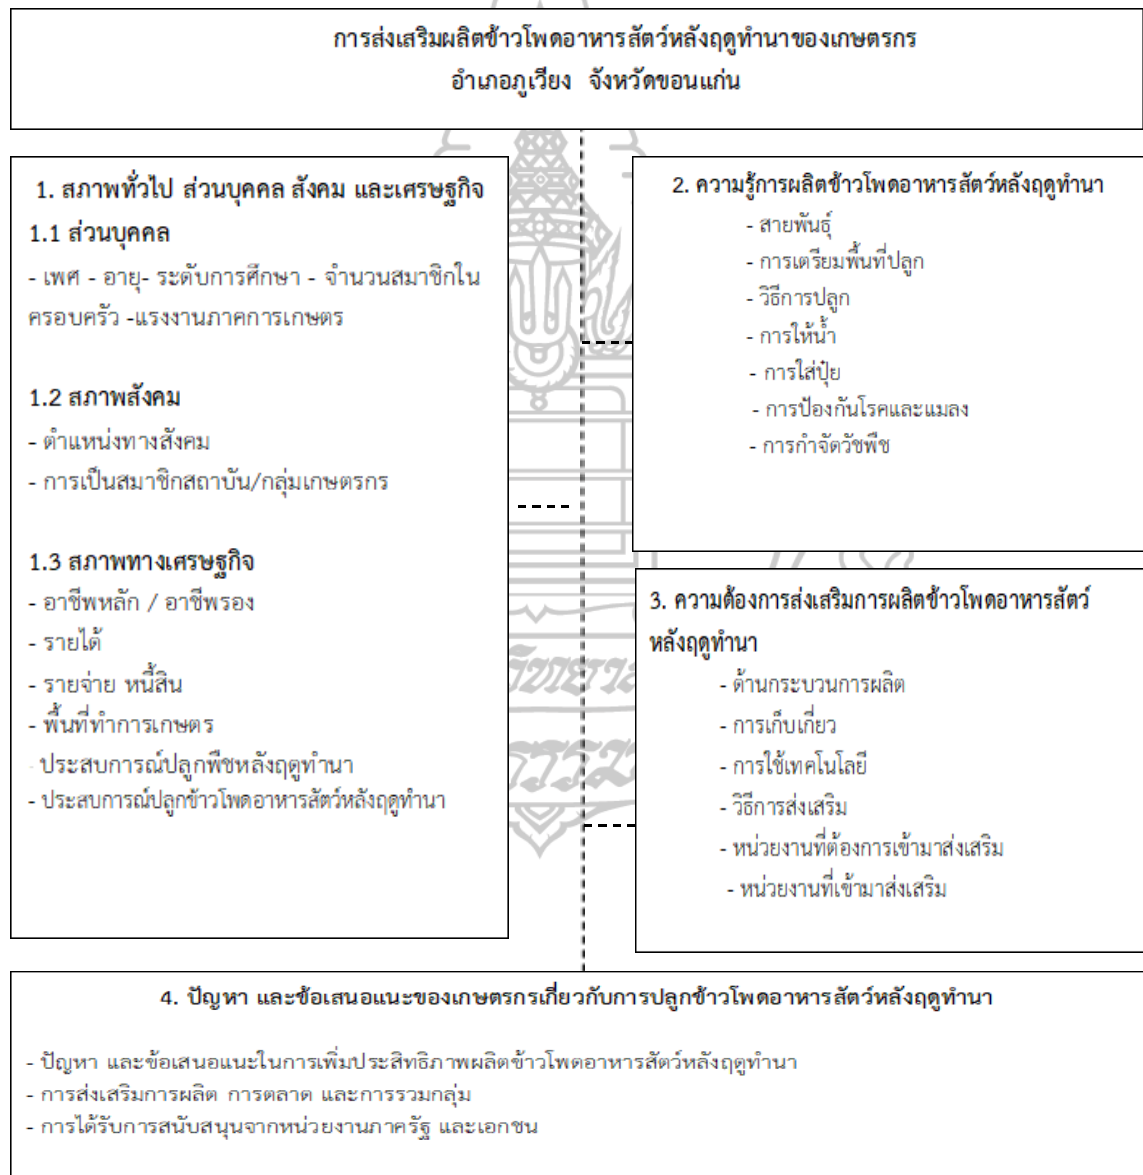 การส่งเสริมผลิตข้าวโพดอาหารสัตว์หลังฤดูทำนาของเกษตรกร
อำเภอภูเวียง จังหวัดขอนแก่น
1. สภาพทั่วไป ส่วนบุคคล สังคม และเศรษฐกิจ
1.1 ส่วนบุคคล
- เพศ - อายุ- ระดับการศึกษา - จำนวนสมาชิกใน
ครอบครัว -แรงงานภาคการเกษตร
1.2 สภาพสังคม
- ตำแหน่งทางสังคม
- การเป็นสมาชิกสถาบัน/กลุ่มเกษตรกร
1.3 สภาพทางเศรษฐกิจ
- อาชีพหลัก / อาชีพรอง
- รายได้
- รายจ่าย หนี้สิน
- พื้นที่ทำการเกษตร
- ประสบการณ์ปลูกพืชหลังฤดูทำนา
- ประสบการณ์ปลูกข้าวโพดอาหารสัตว์หลังฤดูทำนา
2. ความรู้การผลิตข้าวโพดอาหารสัตว์หลังฤดูทำนา
- สายพันธุ์
- การเตรียมพื้นที่ปลูก
- วิธีการปลูก
- การให้น้ำ
- การใส่ปุ๋ย
- การป้องกันโรคและแมลง
- การกำจัดวัชพืช
3. ความต้องการส่งเสริมการผลิตข้าวโพดอาหารสัตว์
หลังฤดูทำนา
- ด้านกระบวนการผลิต
- การเก็บเกี่ยว
- การใช้เทคโนโลยี
- วิธีการส่งเสริม
- หน่วยงานที่ต้องการเข้ามาส่งเสริม
- หน่วยงานที่เข้ามาส่งเสริม
4. ปัญหา และข้อเสนอแนะของเกษตรกรเกี่ยวกับการปลูกข้าวโพดอาหารสัตว์หลังฤดูทำนา
- ปัญหา และข้อเสนอแนะในการเพิ่มประสิทธิภาพผลิตข้าวโพดอาหารสัตว์หลังฤดูทำนา
- การส่งเสริมการผลิต การตลาด และการรวมกลุ่ม
- การได้รับการสนับสนุนจากหน่วยงานภาครัฐ และเอกชน